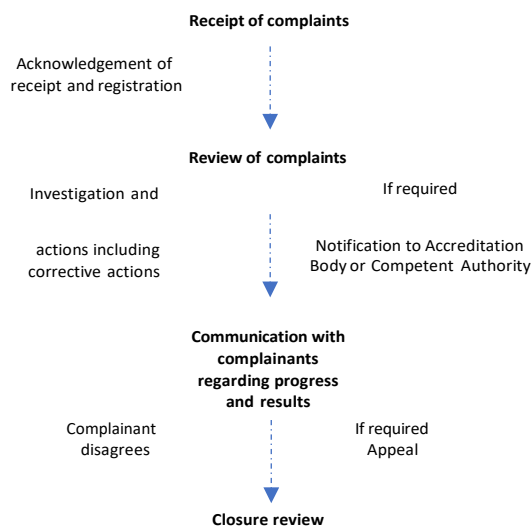 Receipt of complaints
Acknowledgement of
receipt and registration
Review of complaints
Investigation and
If required
actions including
corrective actions
Notification to Accreditation
Body or Competent Authority
Communication with
complainants
regarding progress
and results
Complainant
disagrees
If required
Appeal
Closure review